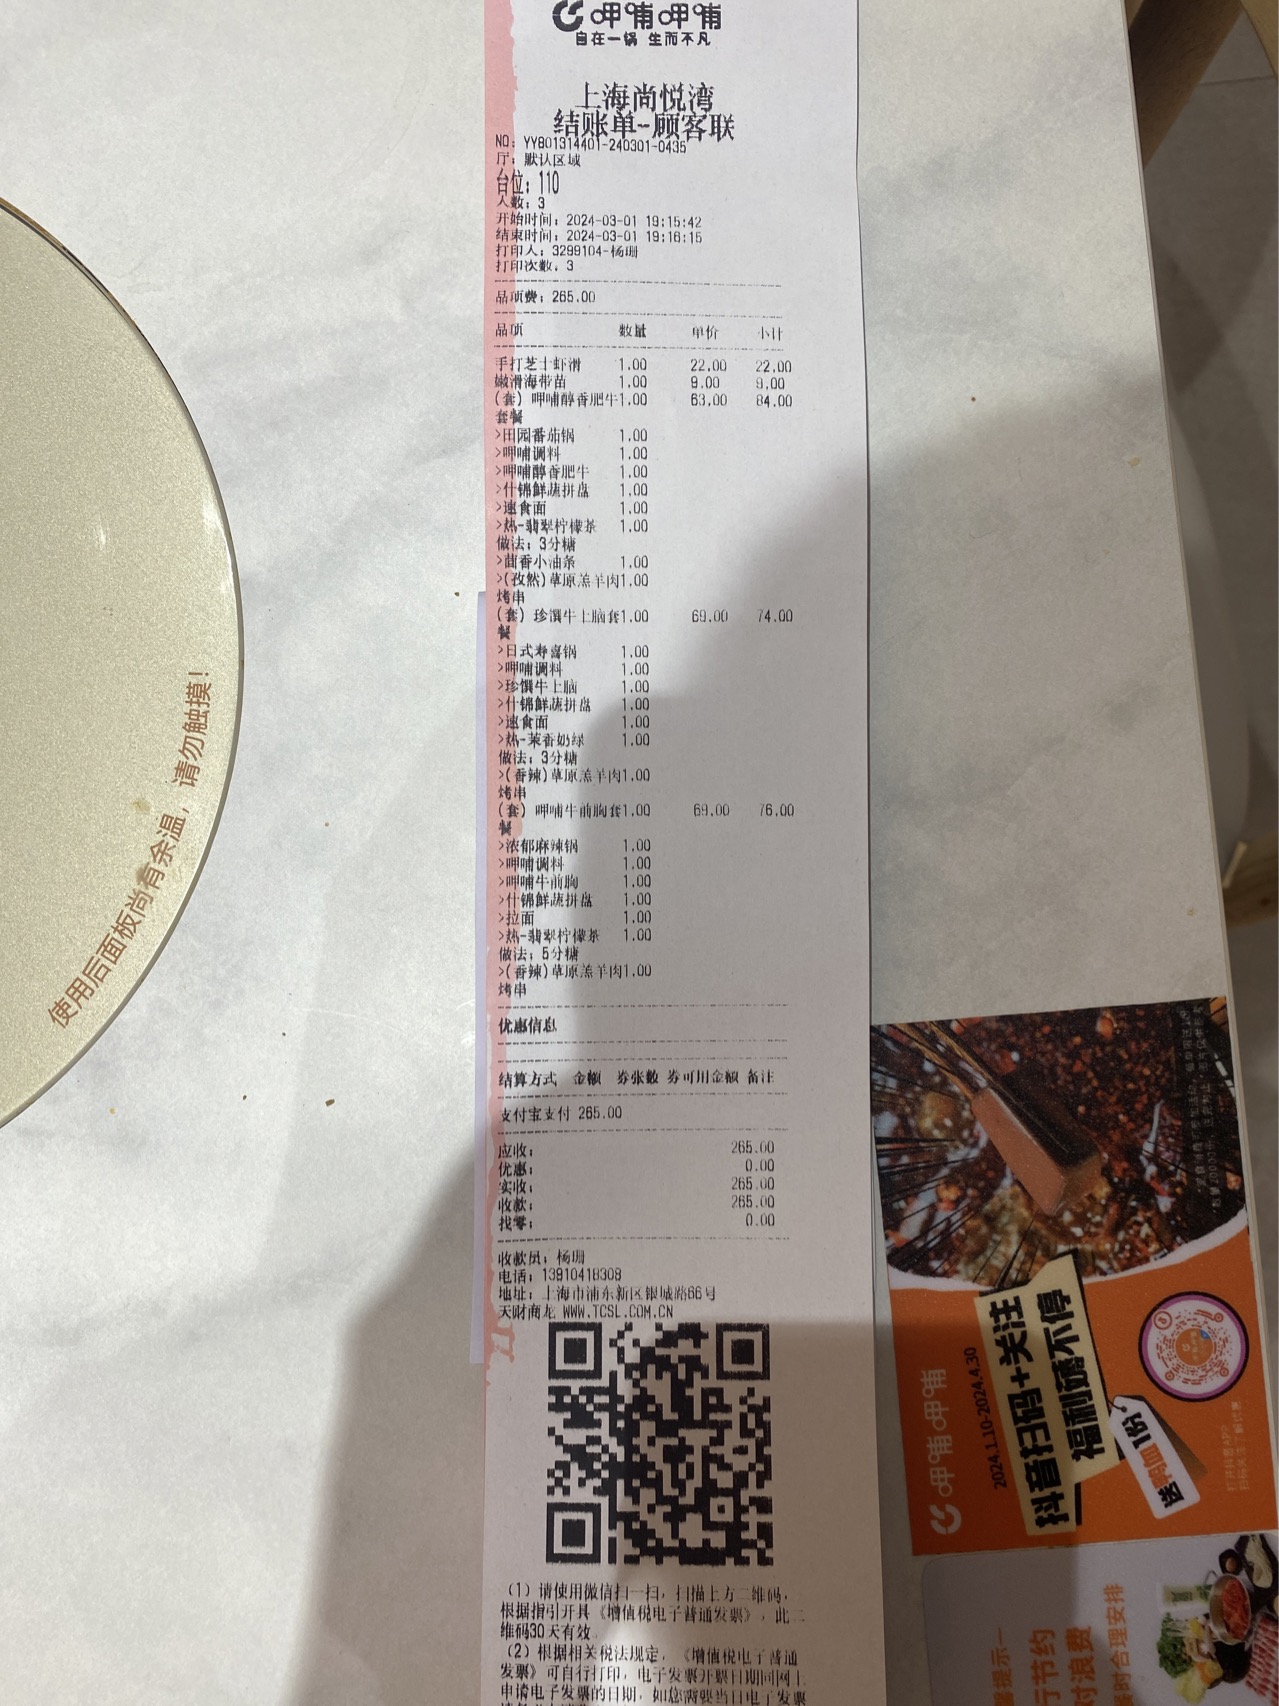 呷哺呷哺
自在一锅 生而不凡
上海尚悦湾
结账单-顾客联
NO：YY801314401-240301-0435
厅：默认区域
台位：110
人数：3
开始时间：2024-03-01 19:15:42
结束时间：2024-03-01 19:16:15
打印人：3299104-杨珊
打印次数：3
品项费：265.00
品项 数量 单价 小计
手打芝士虾滑 1.00 22.00 22.00
嫩滑海带苗 1.00 9.00 9.00
(套) 呷哺醇香肥牛1.00 63.00 84.00
套餐
>田园番茄锅 1.00
>呷哺调料 1.00
>呷哺醇香肥牛 1.00
>什锦鲜蔬拼盘 1.00
>速食面 1.00
>热-翡翠柠檬茶 1.00
做法：3分糖
>茴香小油条 1.00
>(孜然)草原羔羊肉1.00
烤串
(套) 珍馔牛上脑套1.00 69.00 74.00
餐
>日式寿喜锅 1.00
>呷哺调料 1.00
>珍馔牛上脑 1.00
>什锦鲜蔬拼盘 1.00
>速食面 1.00
>热-茉香奶绿 1.00
做法：3分糖
>(香辣)草原羔羊肉1.00
烤串
(套) 呷哺牛前胸套1.00 69.00 76.00
餐
>浓郁麻辣锅 1.00
>呷哺调料 1.00
>呷哺牛前胸 1.00
>什锦鲜蔬拼盘 1.00
>拉面 1.00
>热-翡翠柠檬茶 1.00
做法：5分糖
>(香辣)草原羔羊肉1.00
烤串
优惠信息
结算方式 金额 券张数 券可用金额 备注
支付宝支付 265.00
应收： 265.00
优惠： 0.00
实收： 265.00
收款： 265.00
找零： 0.00
收款员：杨珊
电话：13910418308
地址：上海市浦东新区银城路66号
天财商龙 WWW.TCSL.COM.CN
（1）请使用微信扫一扫，扫描上方二维码，
根据指引开具《增值税电子普通发票》，此二
维码30天有效。
（2）根据相关税法规定，《增值税电子普通
发票》可自行打印，电子发票开票日期同网上
申请电子发票的日期，如您需要当日电子发票
使用后面板尚有余温，请勿触摸！
呷哺呷哺
2024.1.10-2024.4.30
抖音扫码+关注
福利嗨不停